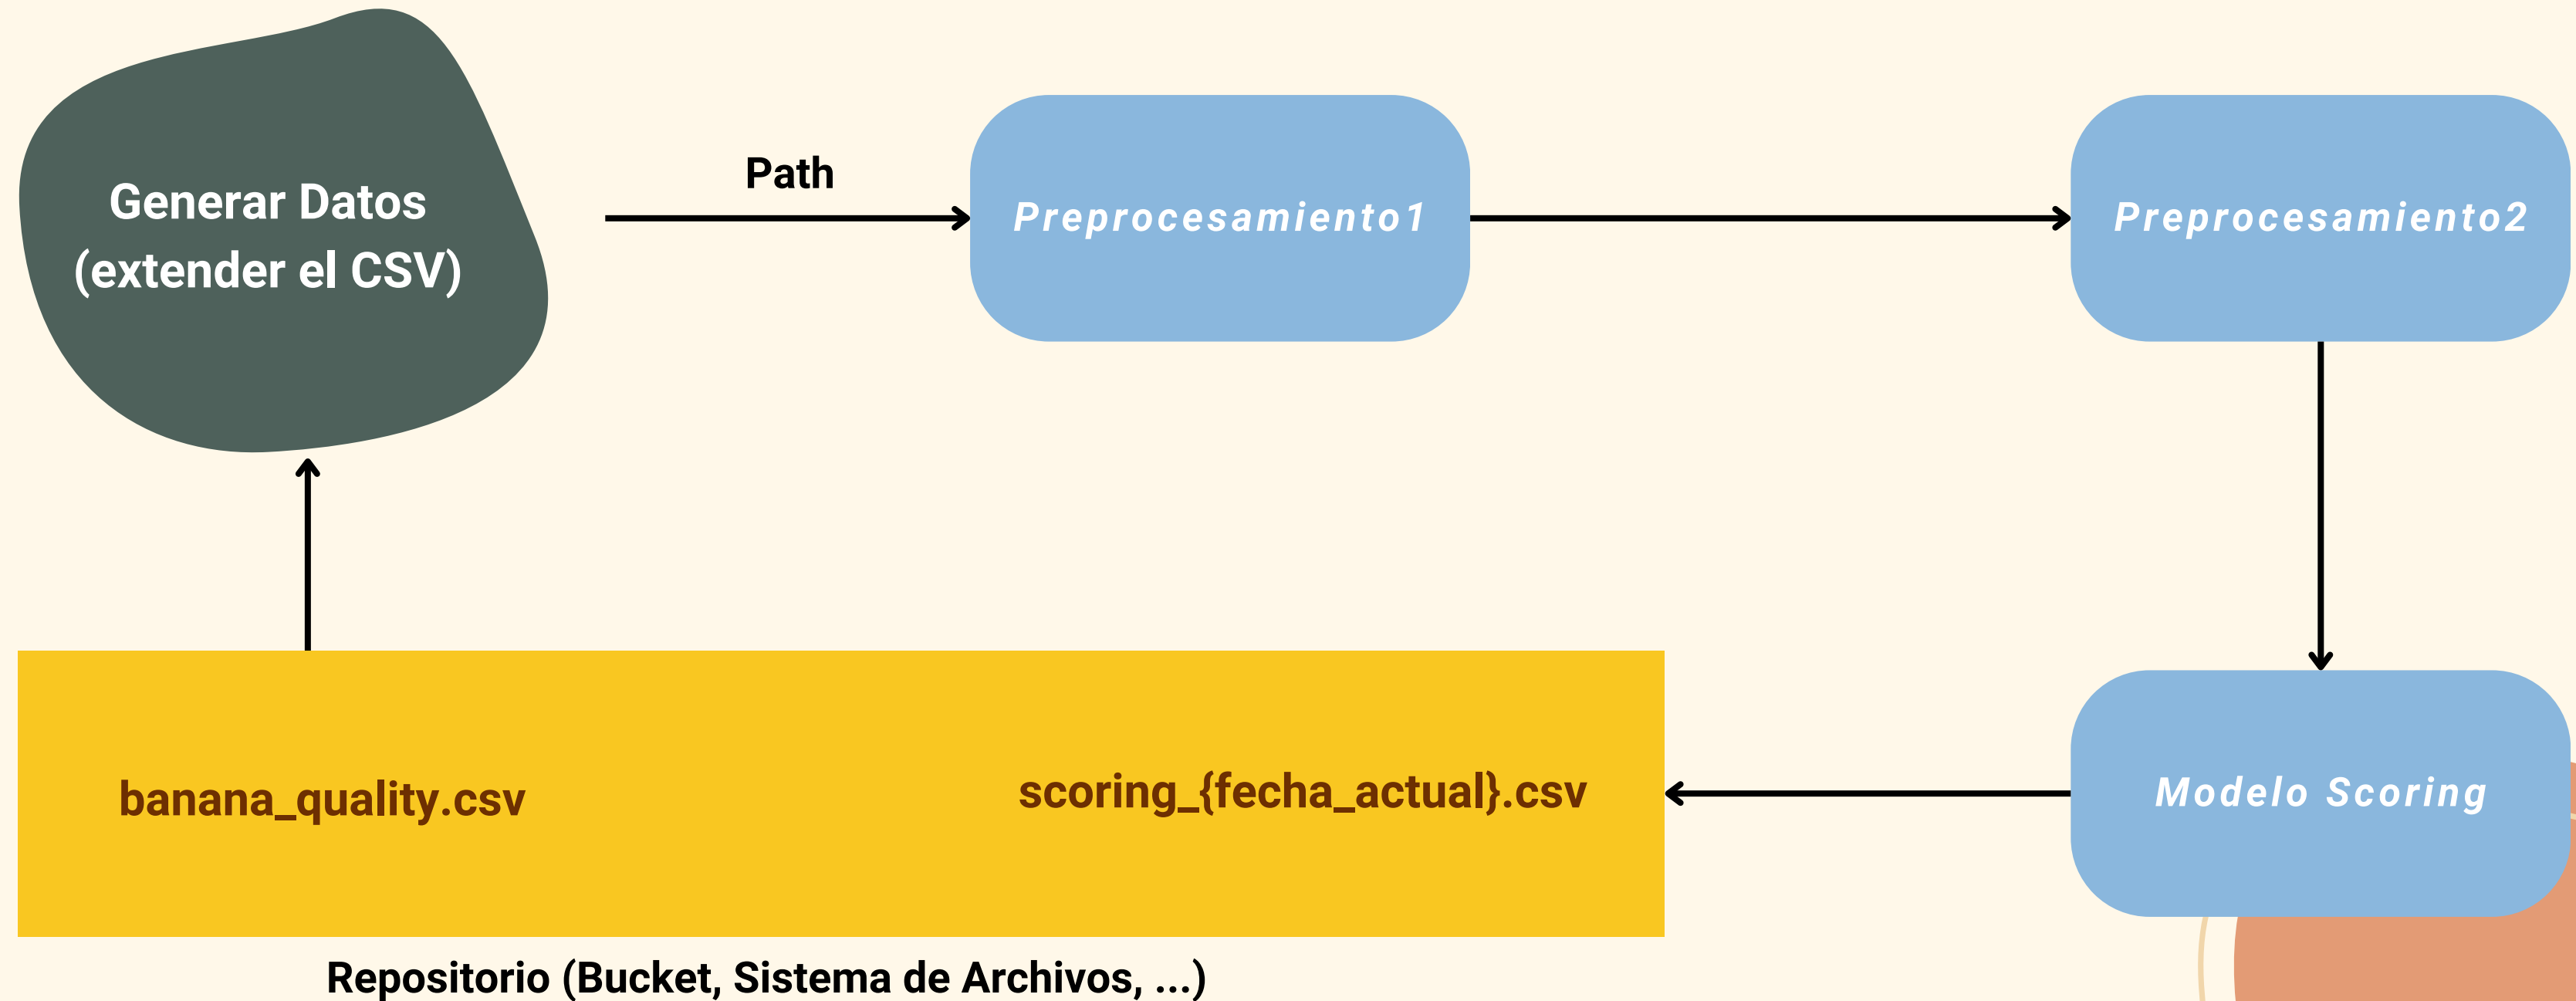 Generar Datos
(extender el CSV)
Path
Preprocesamiento1
Preprocesamiento2
banana_quality.csv
scoring_{fecha_actual}.csv
Modelo Scoring
Repositorio (Bucket, Sistema de Archivos, ...)